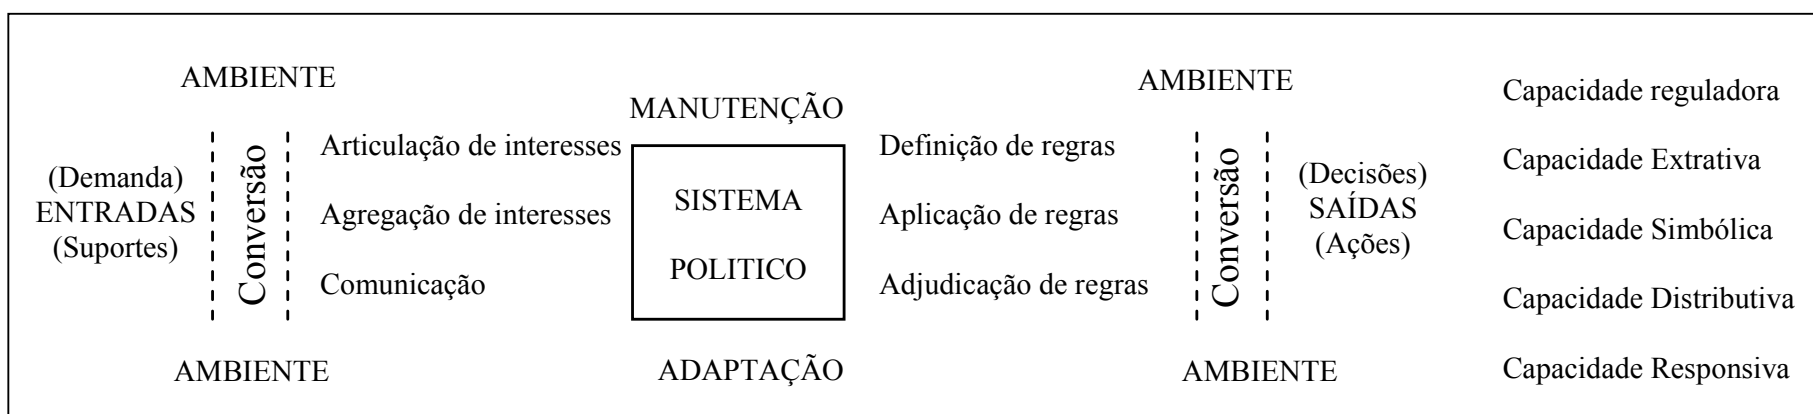 AMBIENTE
(Demanda)
ENTRADAS
(Suportes)
Conversão
AMBIENTE
Articulação de interesses
Agregação de interesses
Comunicação
MANUTENÇÃO
SISTEMA
POLITICO
ADAPTAÇÃO
Definição de regras
Aplicação de regras
Adjudicação de regras
AMBIENTE
Conversão
(Decisões)
SAÍDAS
(Ações)
AMBIENTE
Capacidade reguladora
Capacidade Extrativa
Capacidade Simbólica
Capacidade Distributiva
Capacidade Responsiva